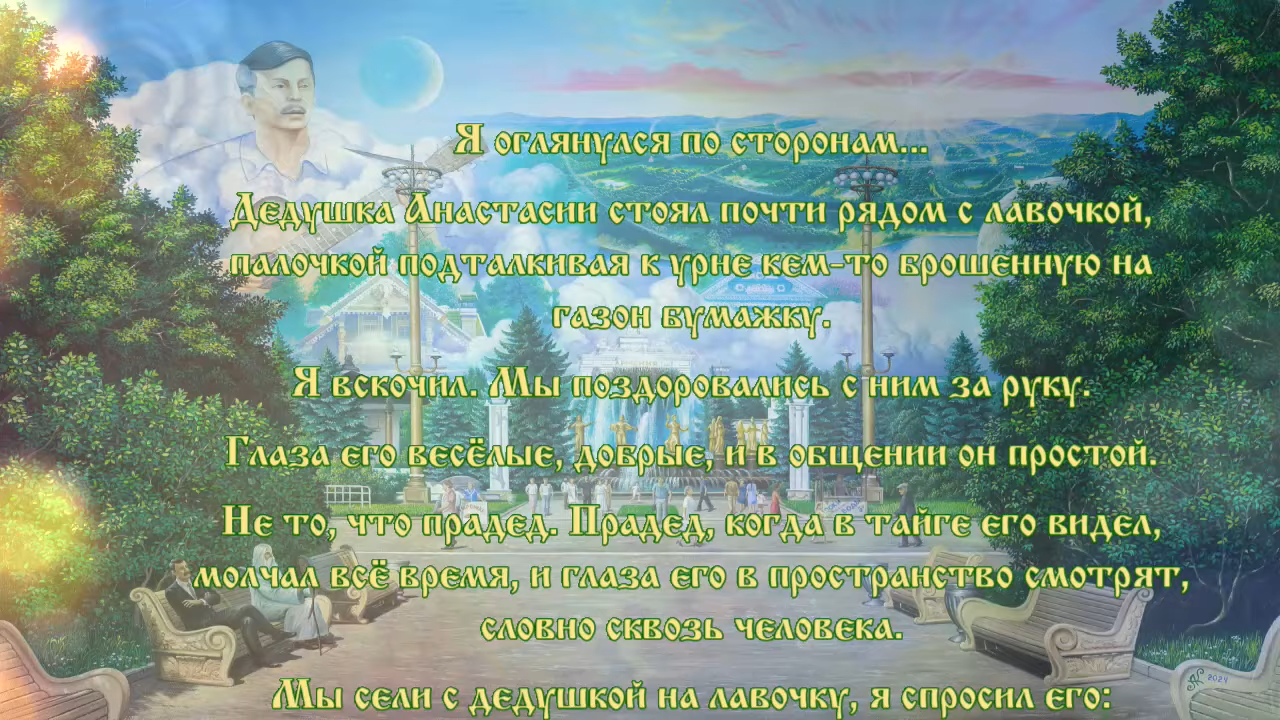 Я оглянулся по сторонам...
Дедушка Анастасии стоял почти рядом с лавочкой,
палочкой подталкивая к урне кем-то брошенную на
газон бумажку.
Я вскочил. Мы поздоровались с ним за руку.
Глаза его весёлые, добрые, и в общении он простой.
Не то, что прадед. Прадед, когда в тайге его видел,
молчал всё время, и глаза его в пространство смотрят,
словно сквозь человека.
Мы сели с дедушкой на лавочку, я спросил его:
2024